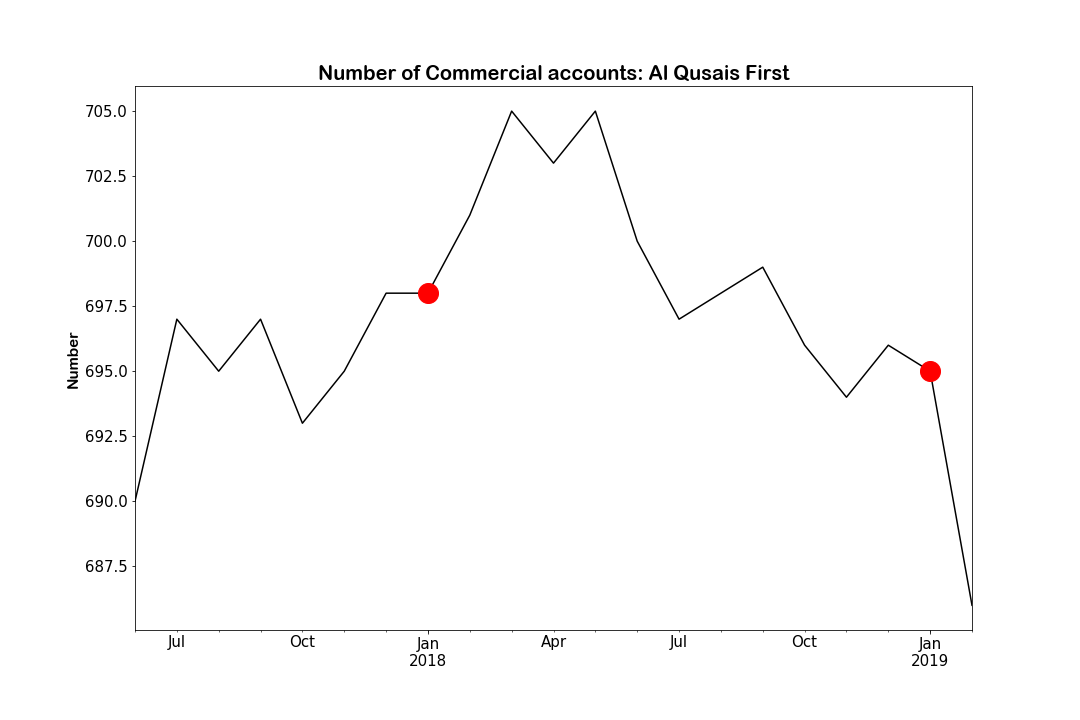 Number of Commercial accounts: Al Qusais First
705.0
702.5
700.0
697.5
695.0
692.5
690.0
687.5
Number
Jul
Oct
Jan
2018
Apr
Jul
Oct
Jan
2019